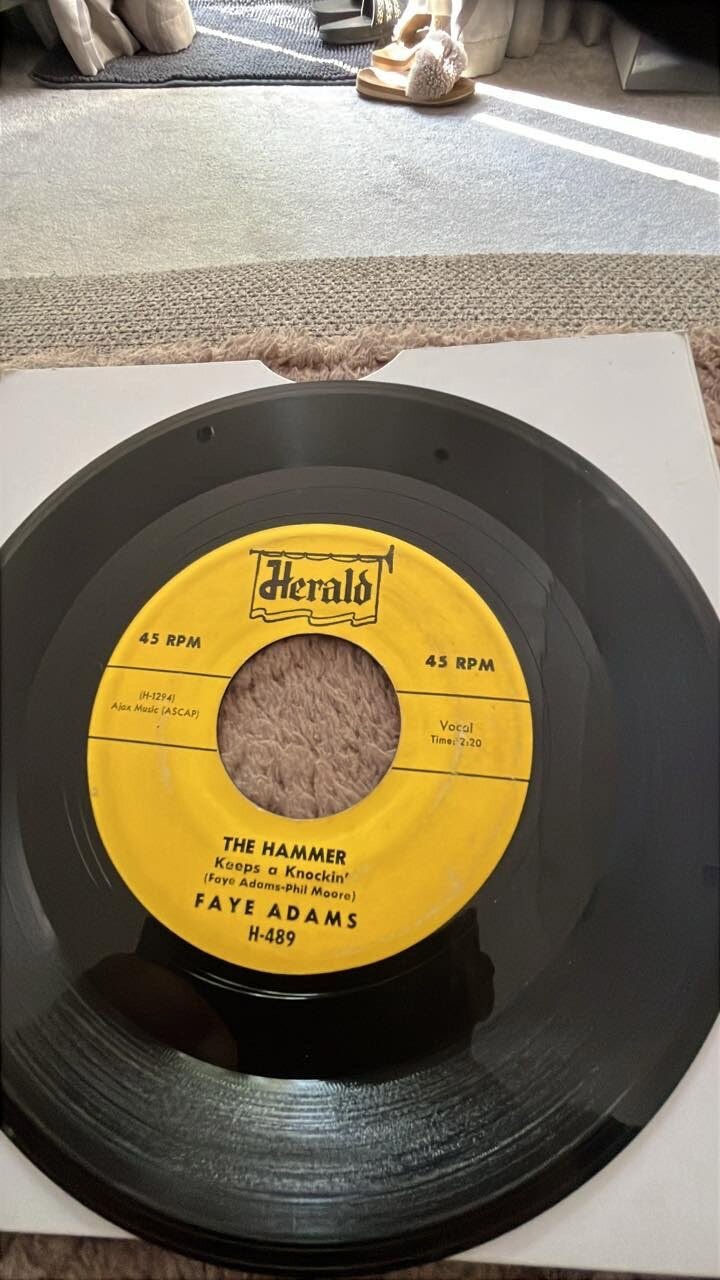 Herald
45 RPM
45 RPM
(H-1294)
Ajax Music (ASCAP)
Vocal
Time: 2:20
THE HAMMER
Keeps a Knockin'
(Faye Adams-Phil Moore)
FAYE ADAMS
H-489